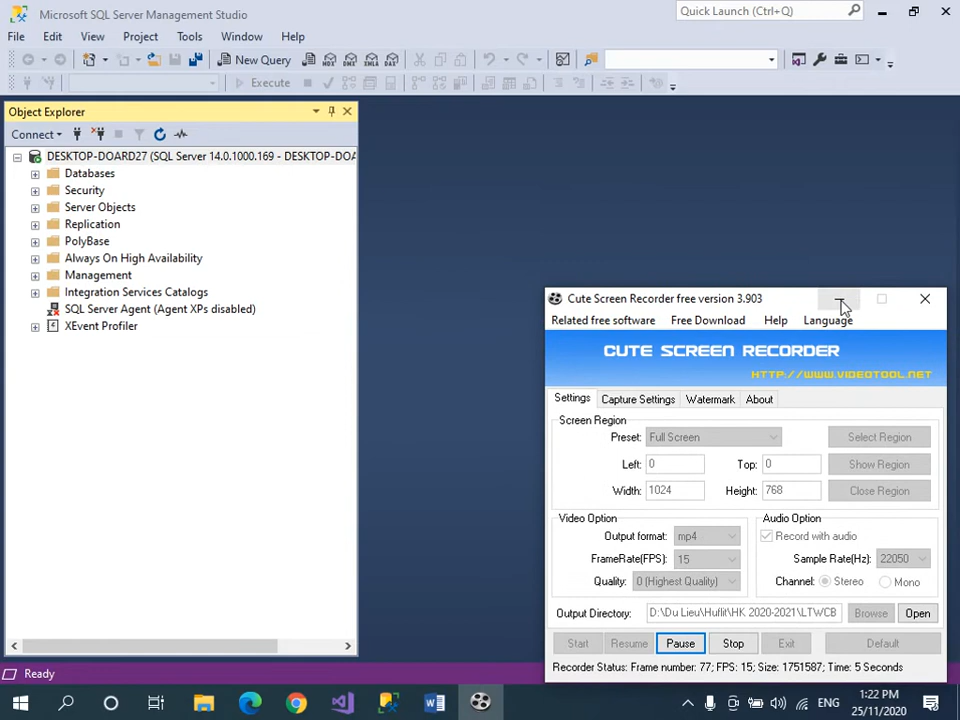 Microsoft SQL Server Management Studio
Quick Launch (Ctrl+Q)
File Edit View Project Tools Window Help
New Query
MDX DMX XMLA DAX
Execute
Object Explorer
Connect
DESKTOP-DOARD27 (SQL Server 14.0.1000.169 - DESKTOP-DOA
Databases
Security
Server Objects
Replication
PolyBase
Always On High Availability
Management
Integration Services Catalogs
SQL Server Agent (Agent XPs disabled)
XEvent Profiler
Cute Screen Recorder free version 3.903
Related free software Free Download Help Language
CUTE SCREEN RECORDER
HTTP://WWW.VIDEOTOOL.NET
Settings Capture Settings Watermark About
Screen Region
Preset: Full Screen Select Region
Left: 0 Top: 0 Show Region
Width: 1024 Height: 768 Close Region
Video Option Audio Option
Output format: mp4 Record with audio
FrameRate(FPS): 15 Sample Rate(Hz): 22050
Quality: 0 (Highest Quality) Channel: Stereo Mono
Output Directory: D:\Du Lieu\Huflit\HK 2020-2021\LTWCB Browse Open
Start Resume Pause Stop Exit Default
Recorder Status: Frame number: 77; FPS: 15; Size: 1751587; Time: 5 Seconds
Ready
ENG
1:22 PM
25/11/2020